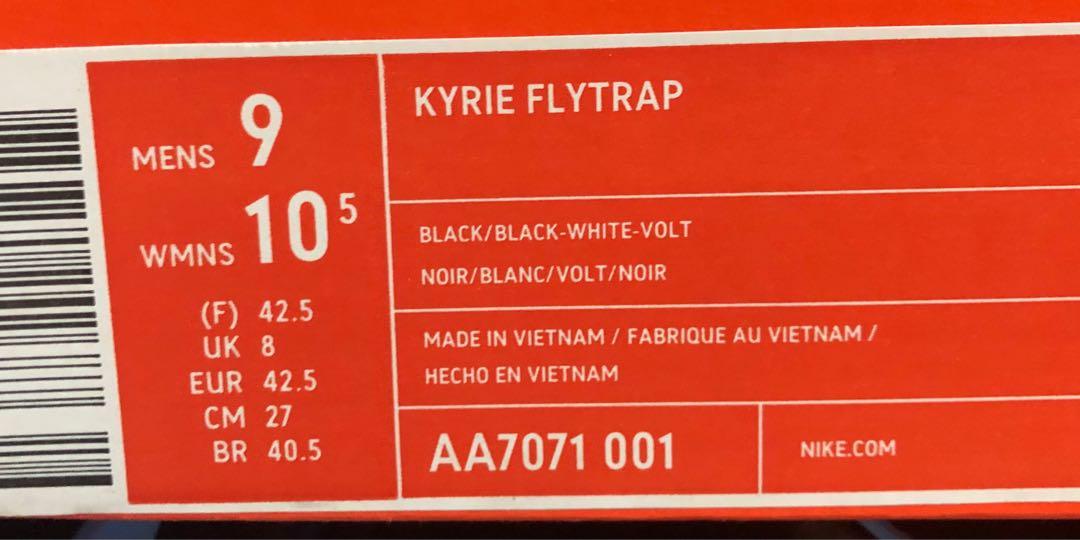 MENS 9
WMNS 10⁵
(F) 42.5
UK 8
EUR 42.5
CM 27
BR 40.5
KYRIE FLYTRAP
BLACK/BLACK-WHITE-VOLT
NOIR/BLANC/VOLT/NOIR
MADE IN VIETNAM / FABRIQUE AU VIETNAM /
HECHO EN VIETNAM
AA7071 001
NIKE.COM